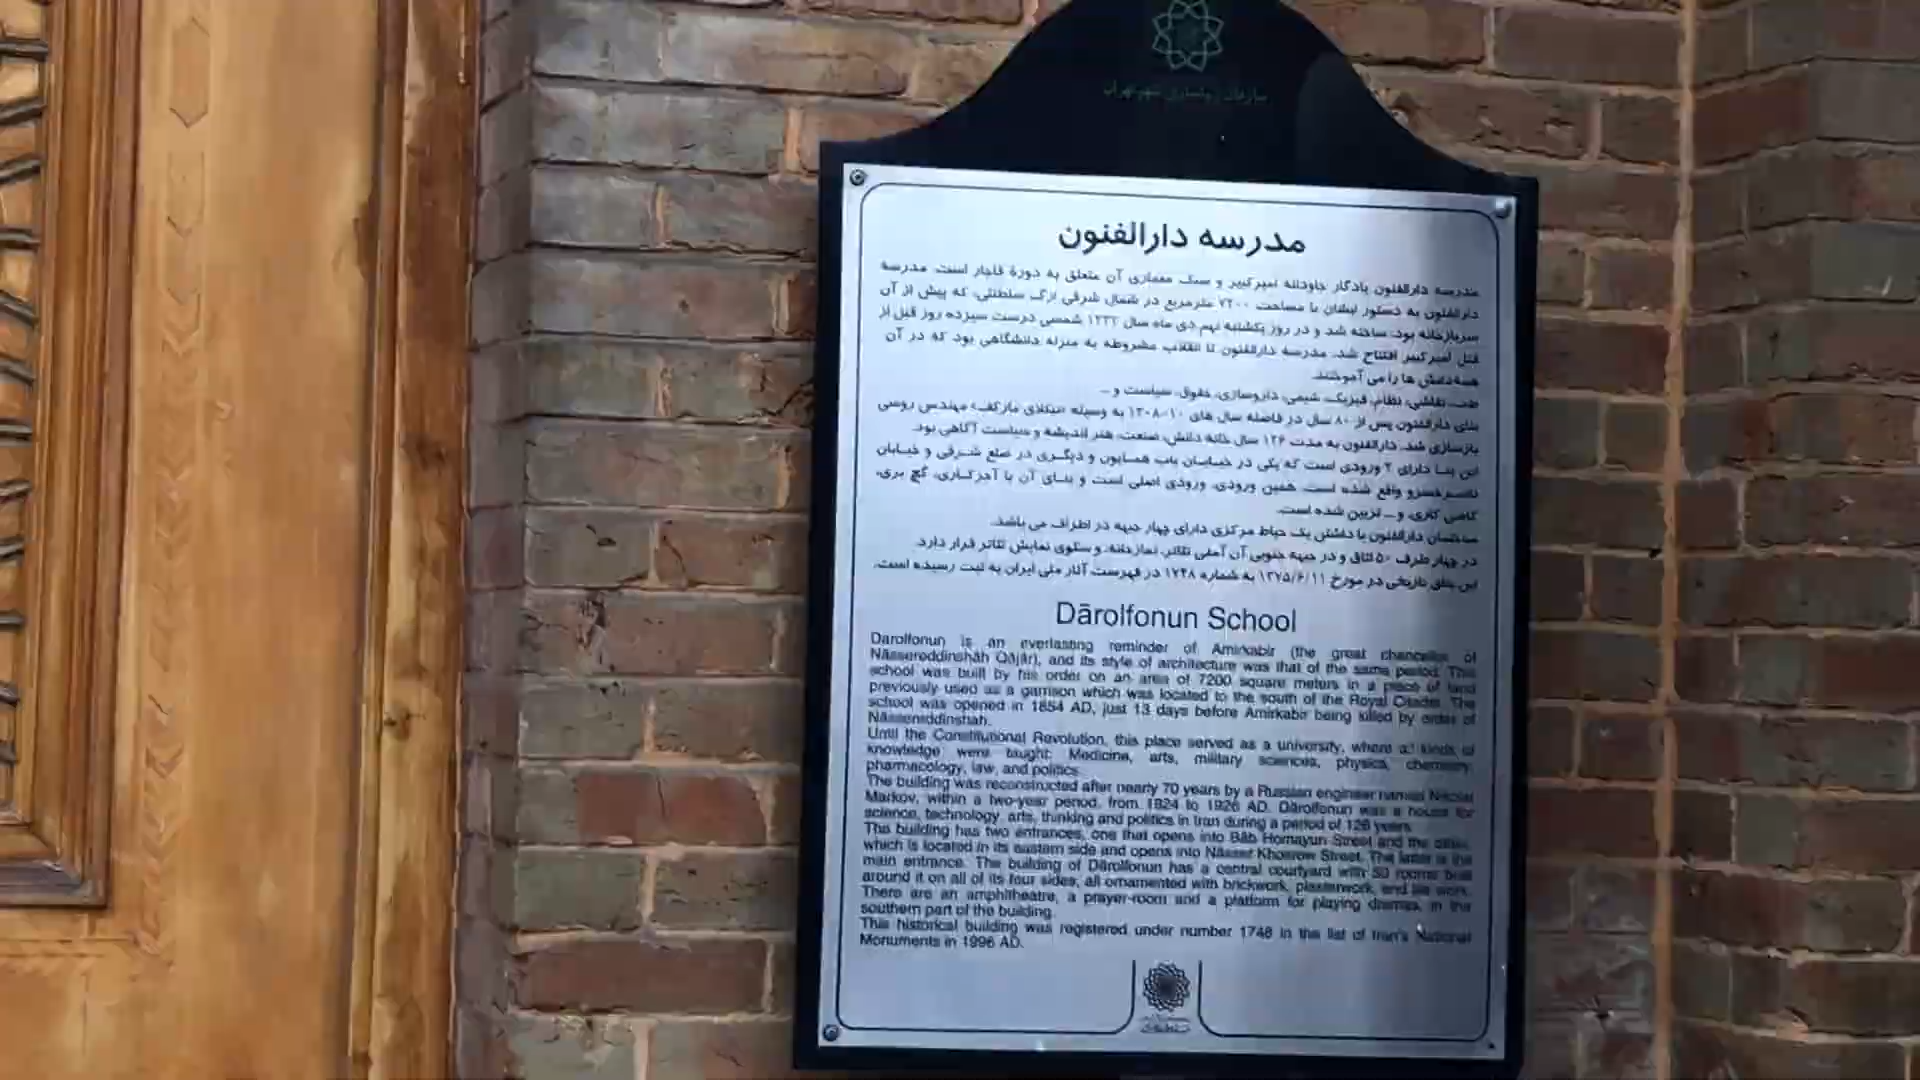 سازمان زیباسازی شهر تهران
مدرسه دارالفنون
مدرسه دارالفنون یادگار جاودانه امیرکبیر و سبک معماری آن متعلق به دورهٔ قاجار است. مدرسه
دارالفنون به دستور ایشان با مساحت ۷۲۰۰ مترمربع در شمال شرقی ارگ سلطنتی، که پیش از آن
سربازخانه بود، ساخته شد و در روز یکشنبه نهم دی ماه سال ۱۲۳۲ شمسی درست سیزده روز قبل از
قتل امیرکبیر افتتاح شد. مدرسه دارالفنون تا انقلاب مشروطه به منزله دانشگاهی بود که در آن
همه دانش ها را می آموختند.
طب، نقاشی، نظام، فیزیک، شیمی، داروسازی، حقوق، سیاست و ...
بنای دارالفنون پس از ۸۰ سال در فاصله سال های ۱۰-۱۳۰۸ به وسیله «نیکلای مارکف» مهندس روسی
بازسازی شد. دارالفنون به مدت ۱۲۶ سال خانه دانش، صنعت، هنر اندیشه و سیاست آگاهی بود.
این بنا دارای ۲ ورودی است که یکی در خیابان باب همایون و دیگری در ضلع شرقی و خیابان
ناصرخسرو واقع شده است. همین ورودی، ورودی اصلی است و بنای آن با آجرکاری، گچ بری،
کاشی کاری، و... تزیین شده است.
ساختمان دارالفنون با داشتن یک حیاط مرکزی دارای چهار جبهه در اطراف می باشد.
در چهار طرف ۵۰ اتاق و در جبهه جنوبی آن آمفی تئاتر، نمازخانه، و سکوی نمایش تئاتر قرار دارد.
این بنای تاریخی در مورخ ۱۳۷۵/۶/۱۱ به شماره ۱۷۴۸ در فهرست آثار ملی ایران به ثبت رسیده است.
Dārolfonun School
Darolfonun is an everlasting reminder of Amirkabir (the great chancellor of
Nāssereddinshāh Qājār), and its style of architecture was that of the same period. This
school was built by his order on an area of 7200 square meters in a piece of land
previously used as a garrison which was located to the south of the Royal Citadel. The
school was opened in 1854 AD, just 13 days before Amirkabir being killed by order of
Nāssereddinshah.
Until the Constitutional Revolution, this place served as a university, where all kinds of
knowledge were taught: Medicine, arts, military sciences, physics, chemistry,
pharmacology, law, and politics.
The building was reconstructed after nearly 70 years by a Russian engineer named Nikolai
Markov, within a two-year period, from 1924 to 1926 AD. Dārolfonun was a house for
science, technology, arts, thinking and politics in Iran during a period of 126 years.
The building has two entrances, one that opens into Bāb Homayun Street and the other,
which is located in its eastern side and opens into Nāsser Khosrow Street. The latter is the
main entrance. The building of Dārolfonun has a central courtyard with 50 rooms built
around it on all of its four sides, all ornamented with brickwork, plasterwork, and tile work.
There are an amphitheatre, a prayer-room and a platform for playing dramas, in the
southern part of the building.
This historical building was registered under number 1748 in the list of Iran's National
Monuments in 1996 AD.